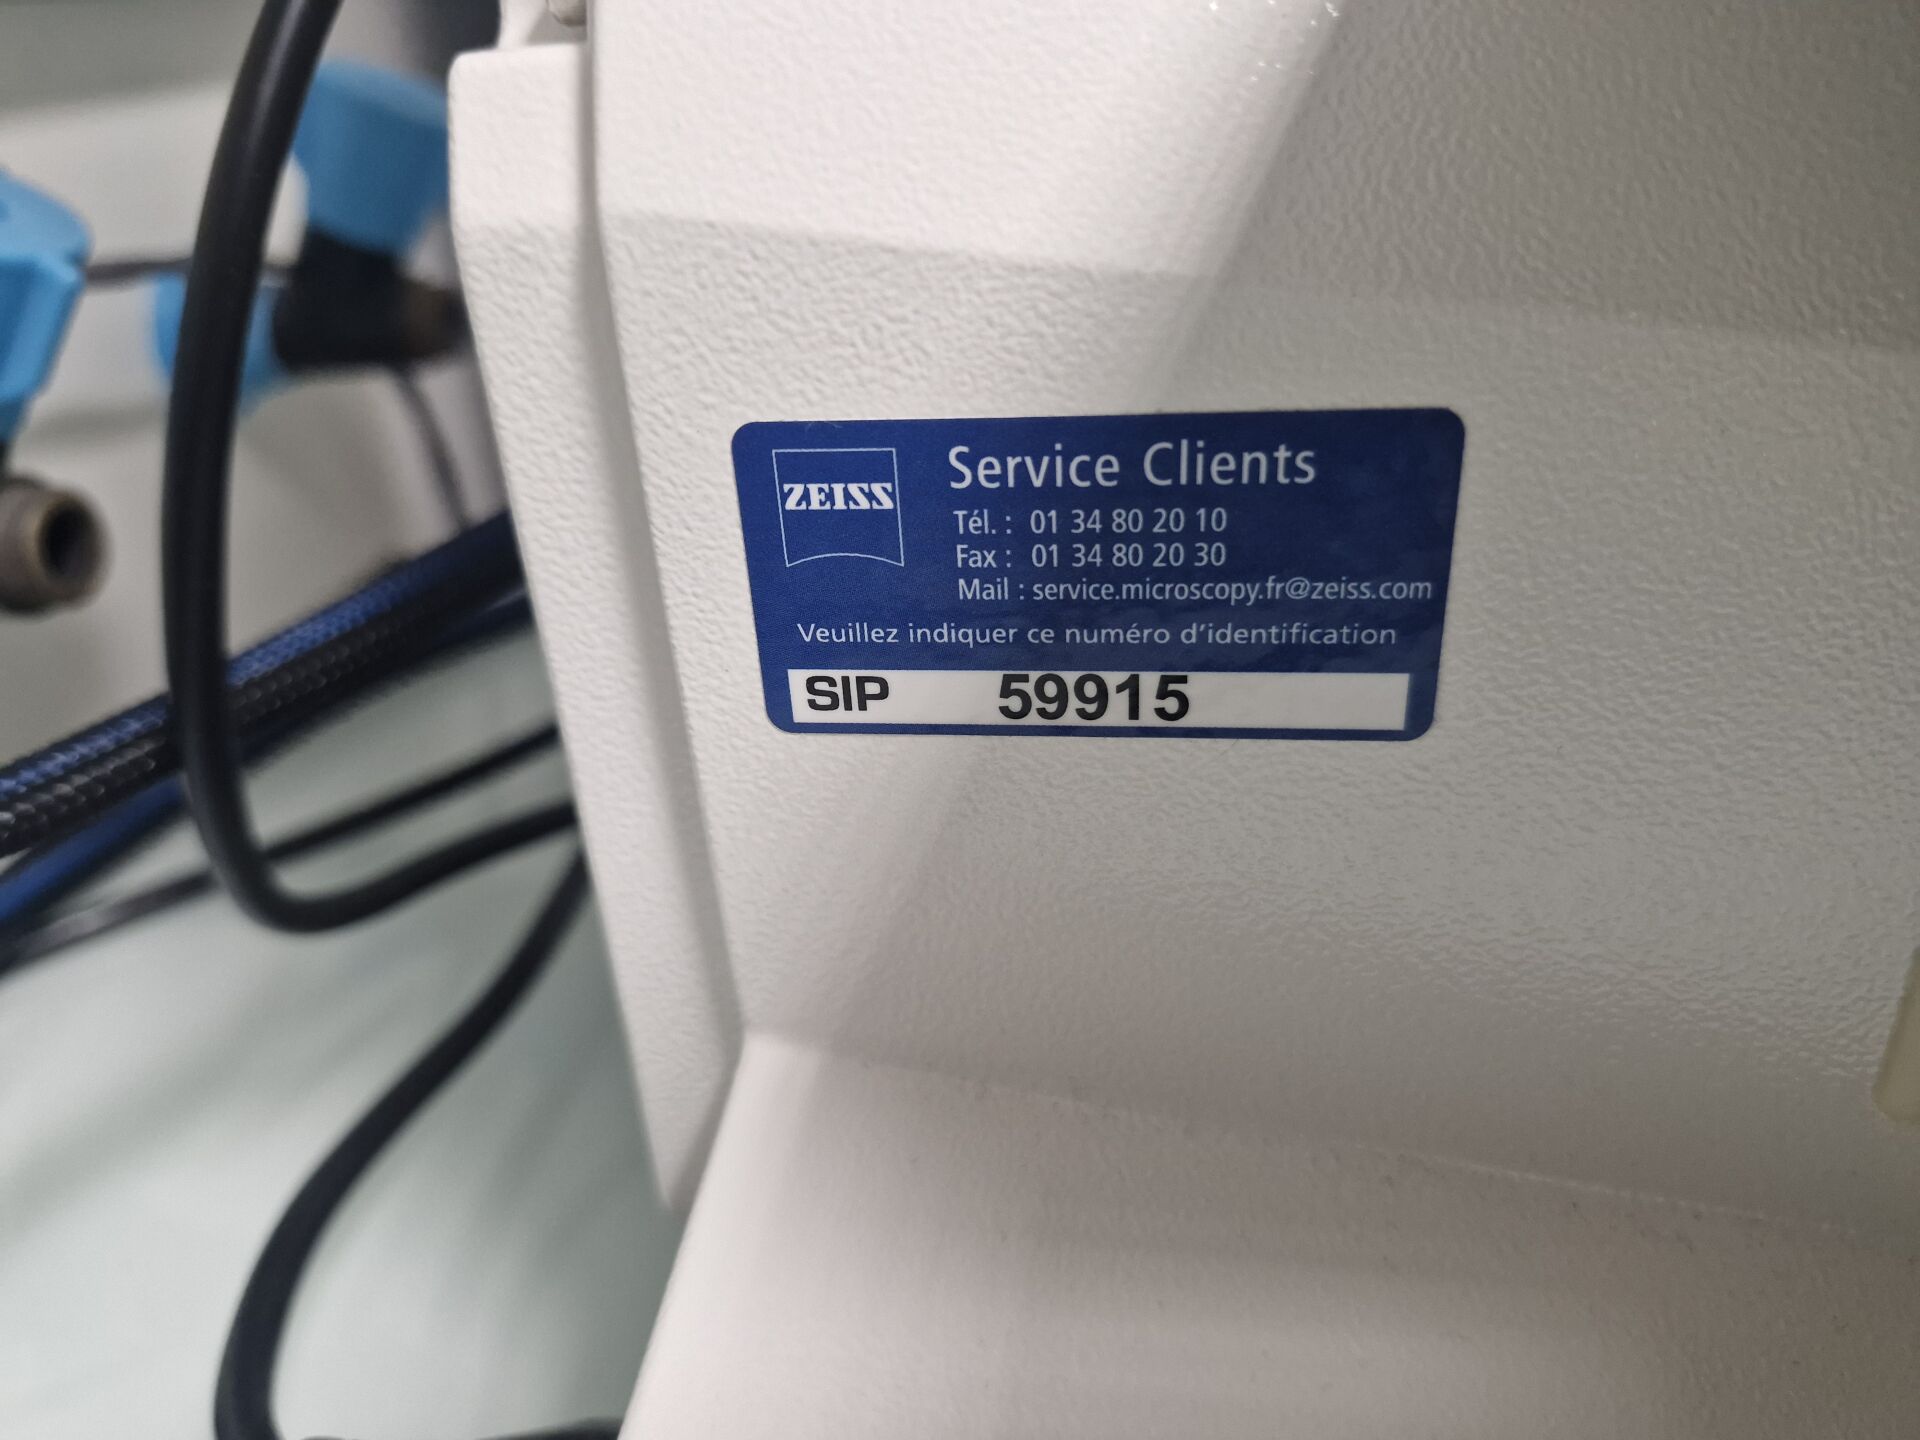 ZEISS
Service Clients
Tél. : 01 34 80 20 10
Fax : 01 34 80 20 30
Mail : service.microscopy.fr@zeiss.com
Veuillez indiquer ce numéro d'identification
SIP 59915